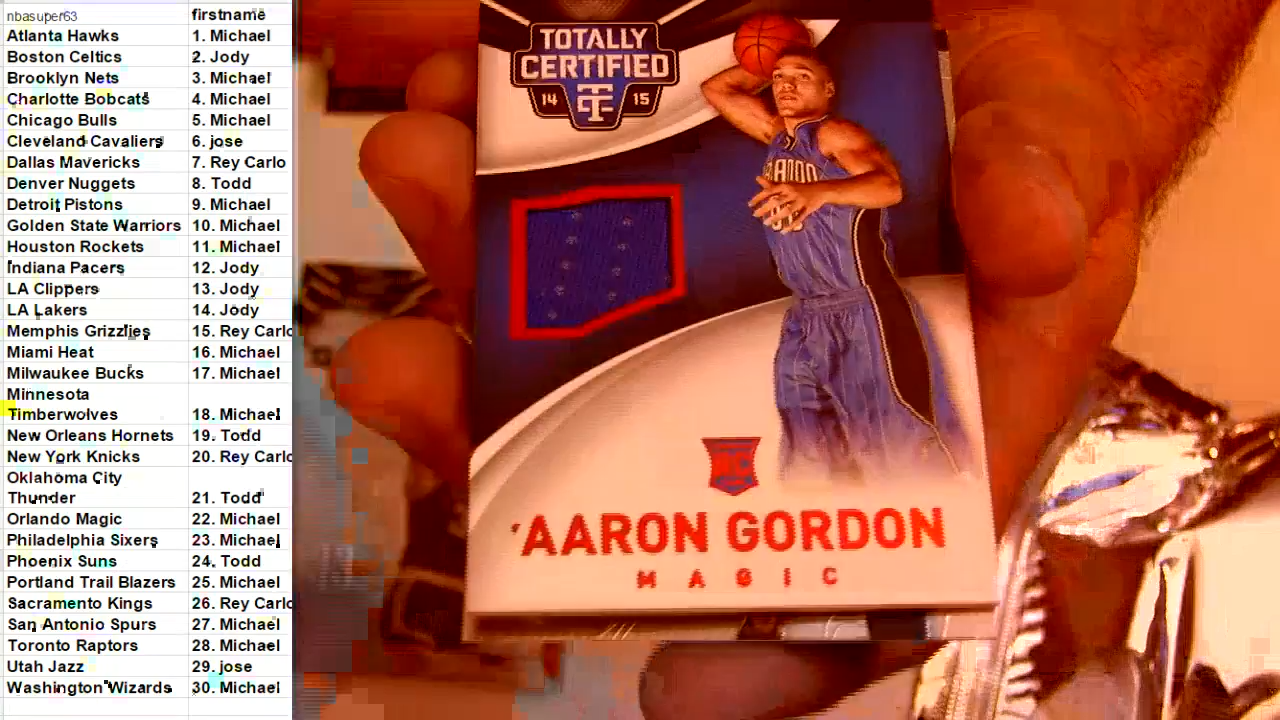 nbasuper63 firstname
Atlanta Hawks 1. Michael
Boston Celtics 2. Jody
Brooklyn Nets 3. Michael
Charlotte Bobcats 4. Michael
Chicago Bulls 5. Michael
Cleveland Cavaliers 6. jose
Dallas Mavericks 7. Rey Carlo
Denver Nuggets 8. Todd
Detroit Pistons 9. Michael
Golden State Warriors 10. Michael
Houston Rockets 11. Michael
Indiana Pacers 12. Jody
LA Clippers 13. Jody
LA Lakers 14. Jody
Memphis Grizzlies 15. Rey Carlo
Miami Heat 16. Michael
Milwaukee Bucks 17. Michael
Minnesota
Timberwolves 18. Michael
New Orleans Hornets 19. Todd
New York Knicks 20. Rey Carlo
Oklahoma City
Thunder 21. Todd
Orlando Magic 22. Michael
Philadelphia Sixers 23. Michael
Phoenix Suns 24. Todd
Portland Trail Blazers 25. Michael
Sacramento Kings 26. Rey Carlo
San Antonio Spurs 27. Michael
Toronto Raptors 28. Michael
Utah Jazz 29. jose
Washington Wizards 30. Michael
TOTALLY
CERTIFIED
14 TC 15
RC
AARON GORDON
MAGIC